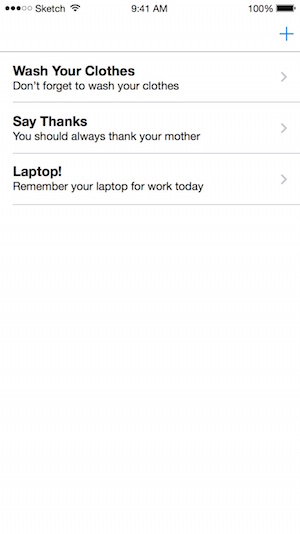 Sketch 9:41 AM 100%
Wash Your Clothes
Don't forget to wash your clothes
Say Thanks
You should always thank your mother
Laptop!
Remember your laptop for work today